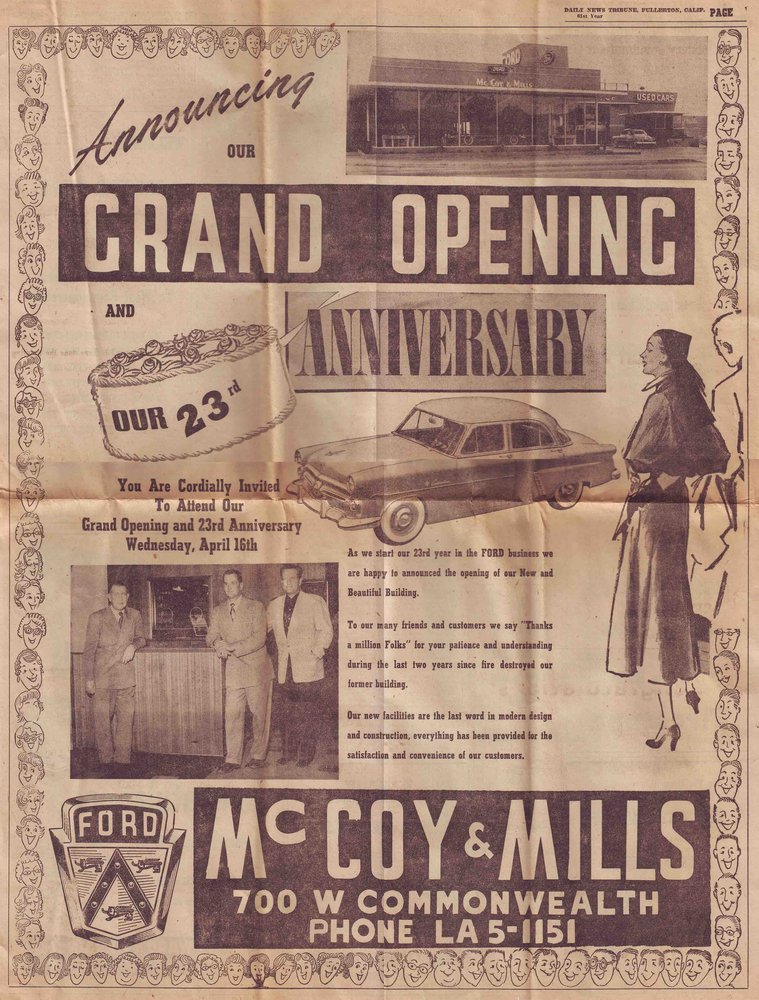 DAILY NEWS TRIBUNE, FULLERTON, CALIF. PAGE
61st Year
Announcing
OUR
FORD
Mc Coy & Mills
USED CARS
GRAND OPENING
AND
ANNIVERSARY
OUR 23rd
You Are Cordially Invited
To Attend Our
Grand Opening and 23rd Anniversary
Wednesday, April 16th
As we start our 23rd year in the FORD business we
are happy to announced the opening of our New and
Beautiful Building.
To our many friends and customers we say "Thanks
a million Folks" for your patience and understanding
during the last two years since fire destroyed our
former building.
Our new facilities are the last word in modern design
and construction, everything has been provided for the
satisfaction and convenience of our customers.
FORD
Mc COY & MILLS
700 W COMMONWEALTH
PHONE LA 5-1151